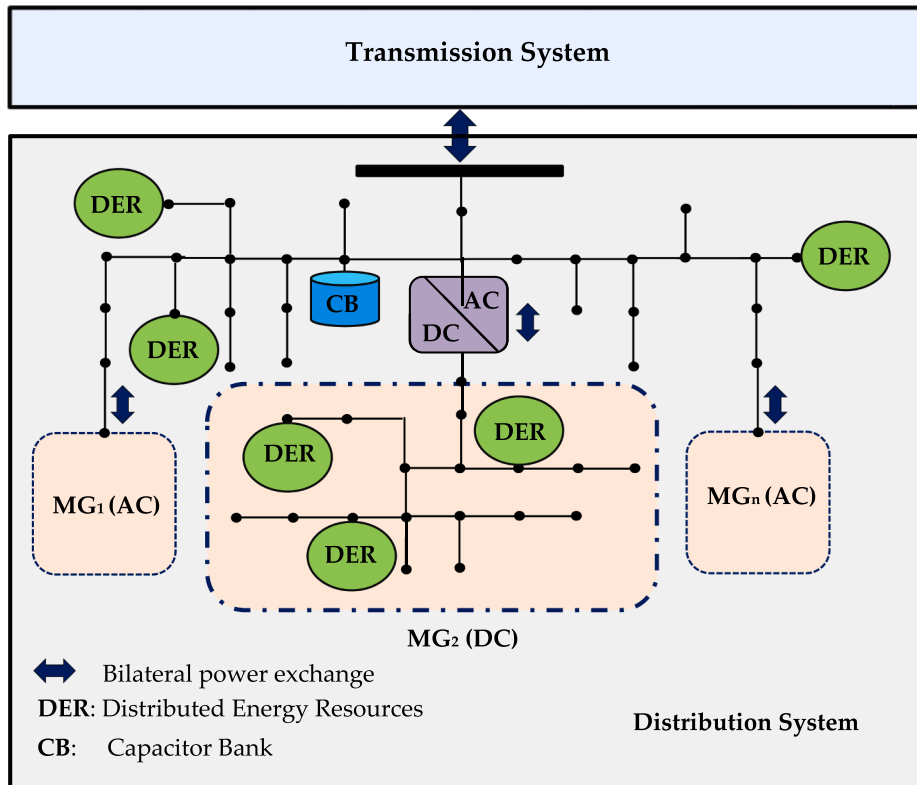 Transmission System
DER
DER
CB
AC
DC
DER
DER
DER
DER
MG₁ (AC)
MGₙ (AC)
DER
MG₂ (DC)
Bilateral power exchange
DER: Distributed Energy Resources
CB: Capacitor Bank
Distribution System